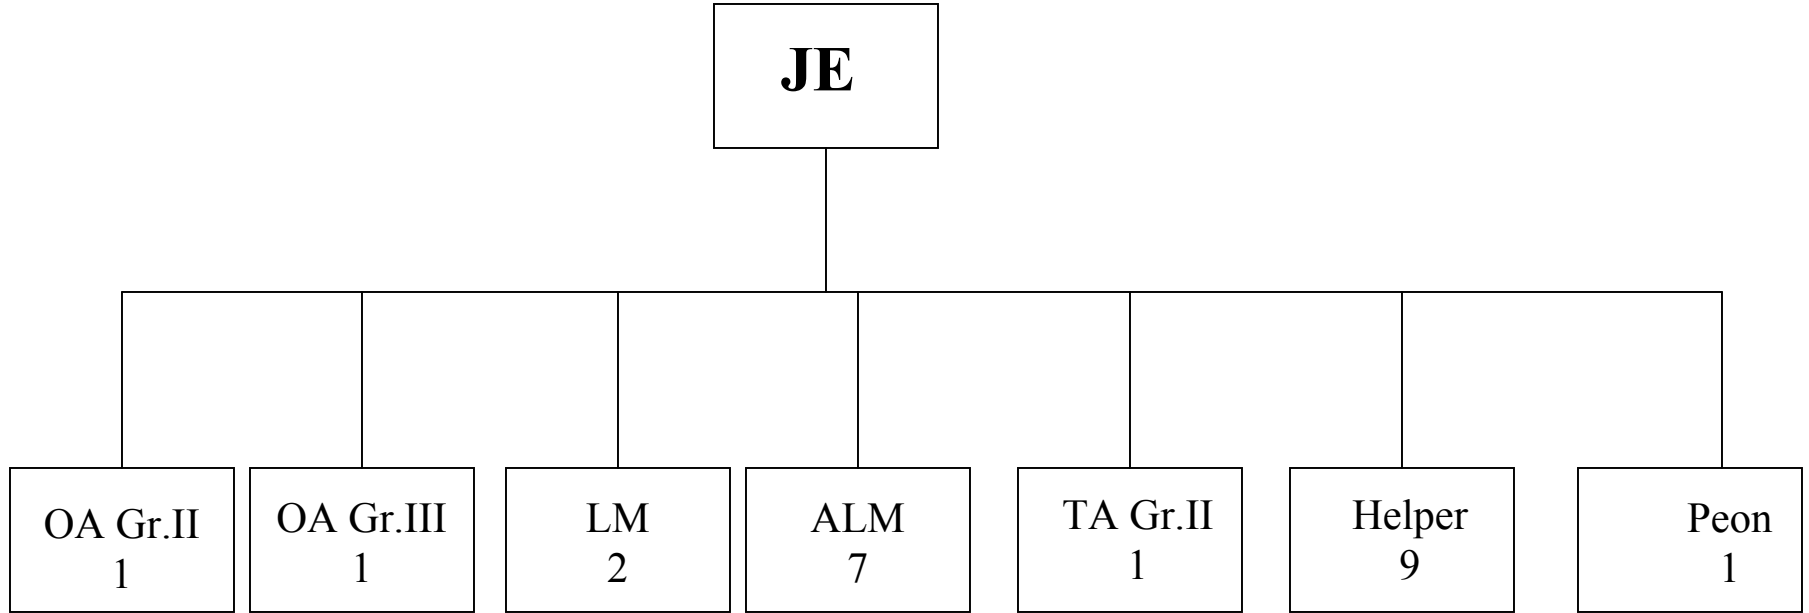 JE
OA Gr.II
1
OA Gr.III
1
LM
2
ALM
7
TA Gr.II
1
Helper
9
Peon
1